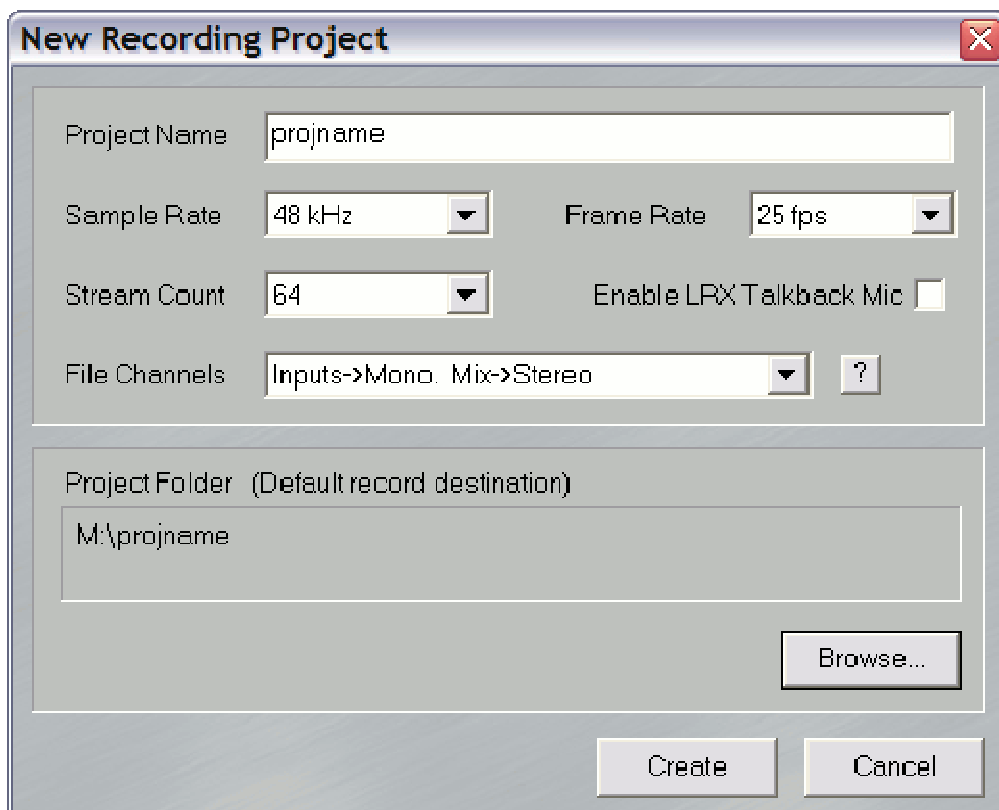 New Recording Project
Project Name projname
Sample Rate 48 kHz Frame Rate 25 fps
Stream Count 64 Enable LRX Talkback Mic
File Channels Inputs->Mono. Mix->Stereo ?
Project Folder (Default record destination)
M:\projname
Browse...
Create Cancel